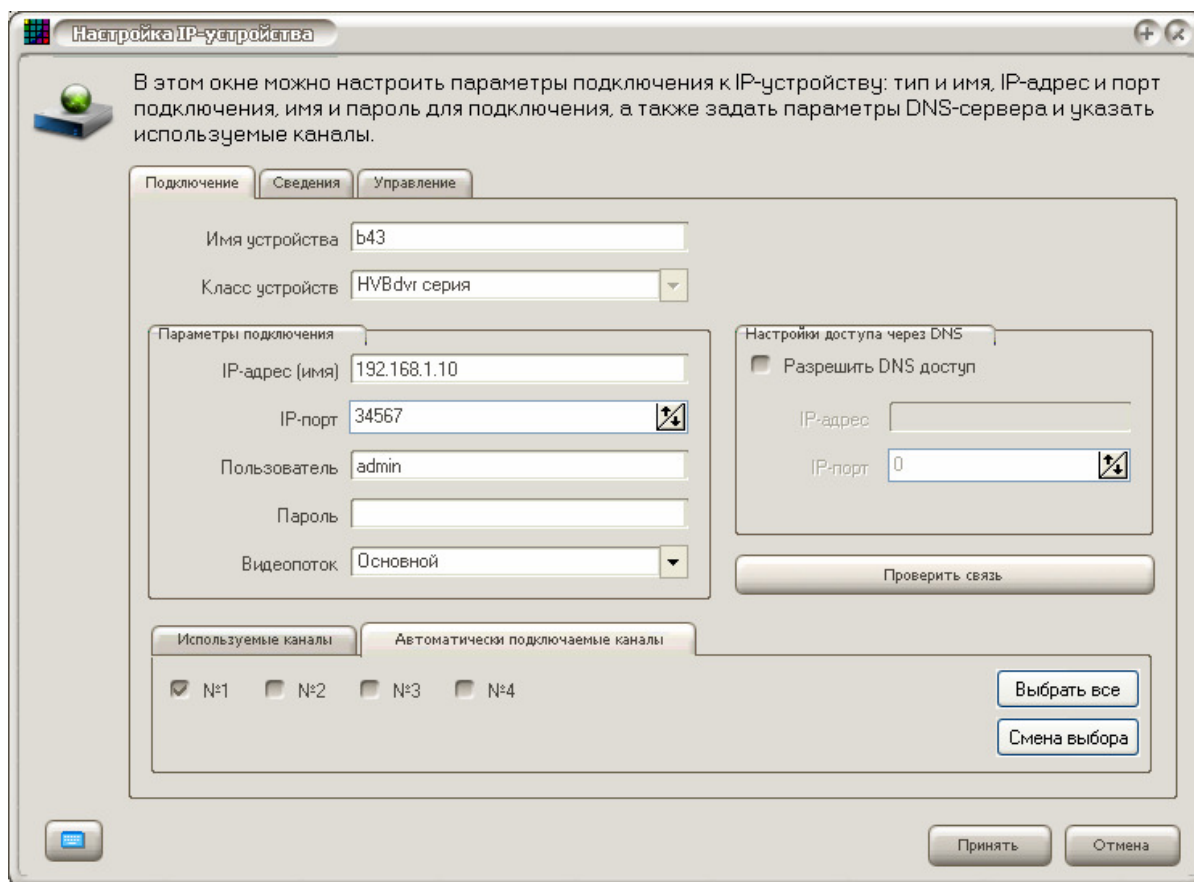 Настройка IP-устройства
В этом окне можно настроить параметры подключения к IP-устройству: тип и имя, IP-адрес и порт
подключения, имя и пароль для подключения, а также задать параметры DNS-сервера и указать
используемые каналы.
Подключение
Сведения
Управление
Имя устройства
b43
Класс устройств
HVBdvr серия
Параметры подключения
IP-адрес (имя)
192.168.1.10
IP-порт
34567
Пользователь
admin
Пароль
Видеопоток
Основной
Настройки доступа через DNS
Разрешить DNS доступ
IP-адрес
IP-порт
0
Проверить связь
Используемые каналы
Автоматически подключаемые каналы
№1
№2
№3
№4
Выбрать все
Смена выбора
Принять
Отмена